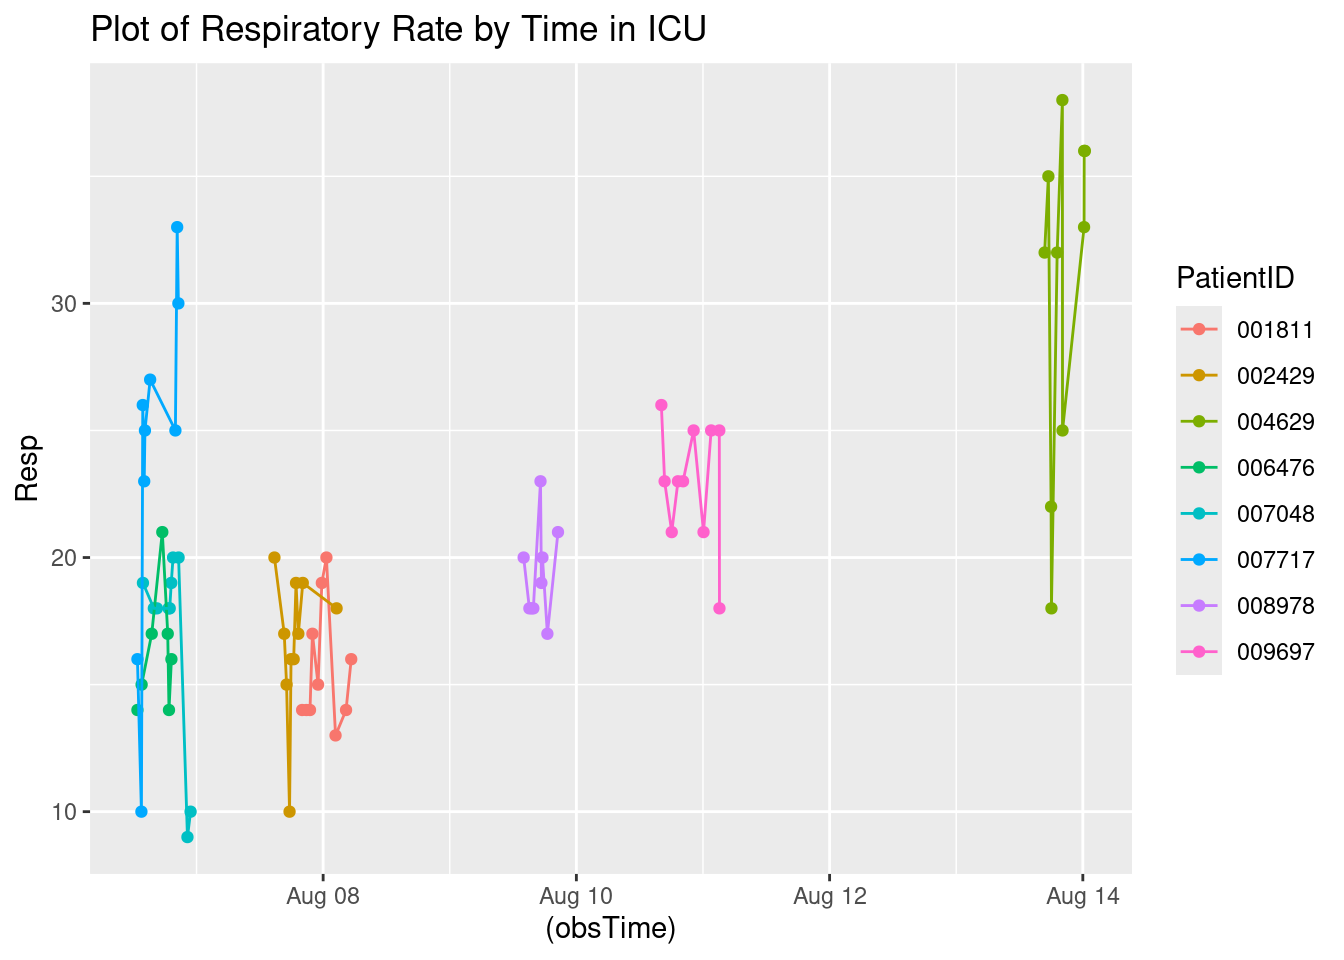 Plot of Respiratory Rate by Time in ICU
Resp
30
20
10
Aug 08 Aug 10 Aug 12 Aug 14
(obsTime)
PatientID
001811
002429
004629
006476
007048
007717
008978
009697